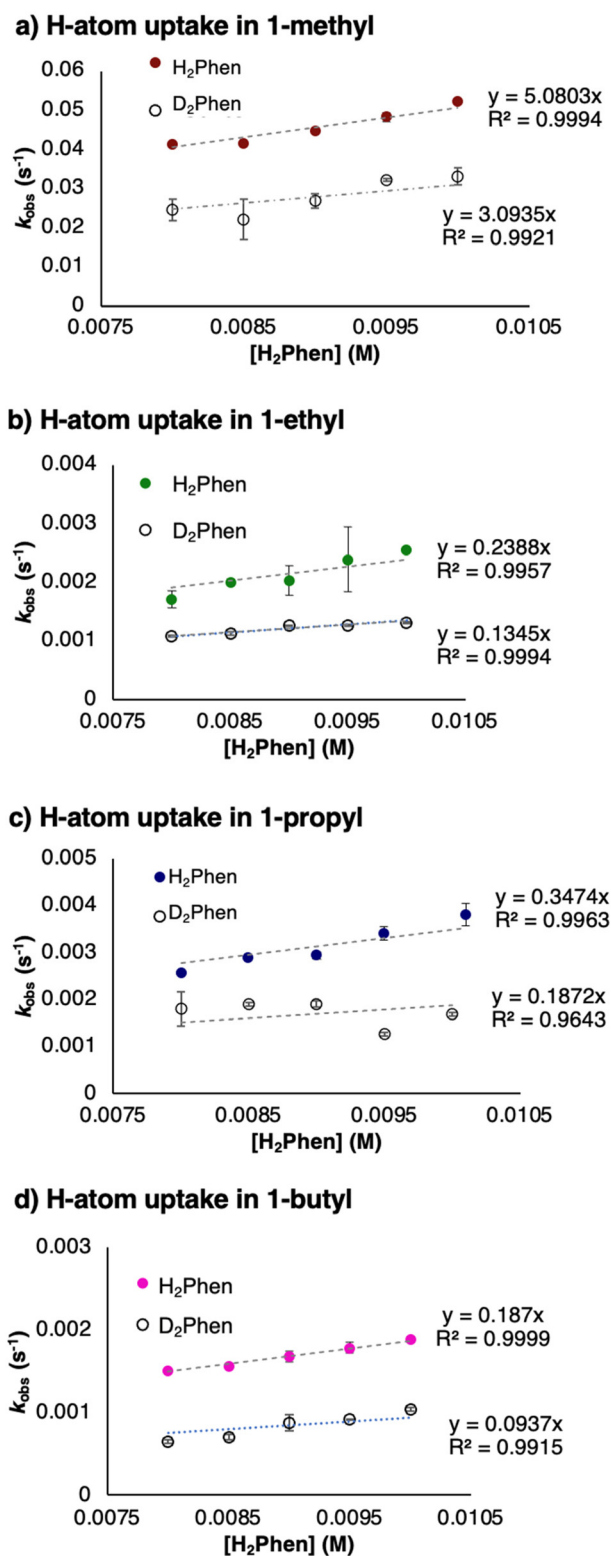 a) H-atom uptake in 1-methyl
0.06
0.05
0.04
0.03
0.02
0.01
0
k_obs (s⁻¹)
H₂Phen
D₂Phen
y = 5.0803x
R² = 0.9994
y = 3.0935x
R² = 0.9921
0.0075 0.0085 0.0095 0.0105
[H₂Phen] (M)
b) H-atom uptake in 1-ethyl
0.004
0.003
0.002
0.001
0
k_obs (s⁻¹)
H₂Phen
D₂Phen
y = 0.2388x
R² = 0.9957
y = 0.1345x
R² = 0.9994
0.0075 0.0085 0.0095 0.0105
[H₂Phen] (M)
c) H-atom uptake in 1-propyl
0.005
0.004
0.003
0.002
0.001
0
k_obs (s⁻¹)
H₂Phen
D₂Phen
y = 0.3474x
R² = 0.9963
y = 0.1872x
R² = 0.9643
0.0075 0.0085 0.0095 0.0105
[H₂Phen] (M)
d) H-atom uptake in 1-butyl
0.003
0.002
0.001
0
k_obs (s⁻¹)
H₂Phen
D₂Phen
y = 0.187x
R² = 0.9999
y = 0.0937x
R² = 0.9915
0.0075 0.0085 0.0095 0.0105
[H₂Phen] (M)